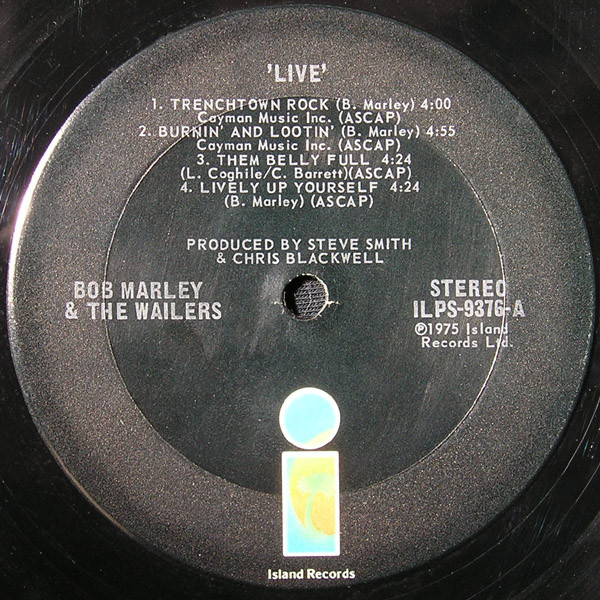 'LIVE'
1. TRENCHTOWN ROCK (B. Marley) 4:00
Cayman Music Inc. (ASCAP)
2. BURNIN' AND LOOTIN' (B. Marley) 4:55
Cayman Music Inc. (ASCAP)
3. THEM BELLY FULL 4:24
(L. Coghile/C. Barrett)(ASCAP)
4. LIVELY UP YOURSELF 4:24
(B. Marley) (ASCAP)
PRODUCED BY STEVE SMITH
& CHRIS BLACKWELL
BOB MARLEY
& THE WAILERS
STEREO
ILPS-9376-A
℗1975 Island
Records Ltd.
i
Island Records